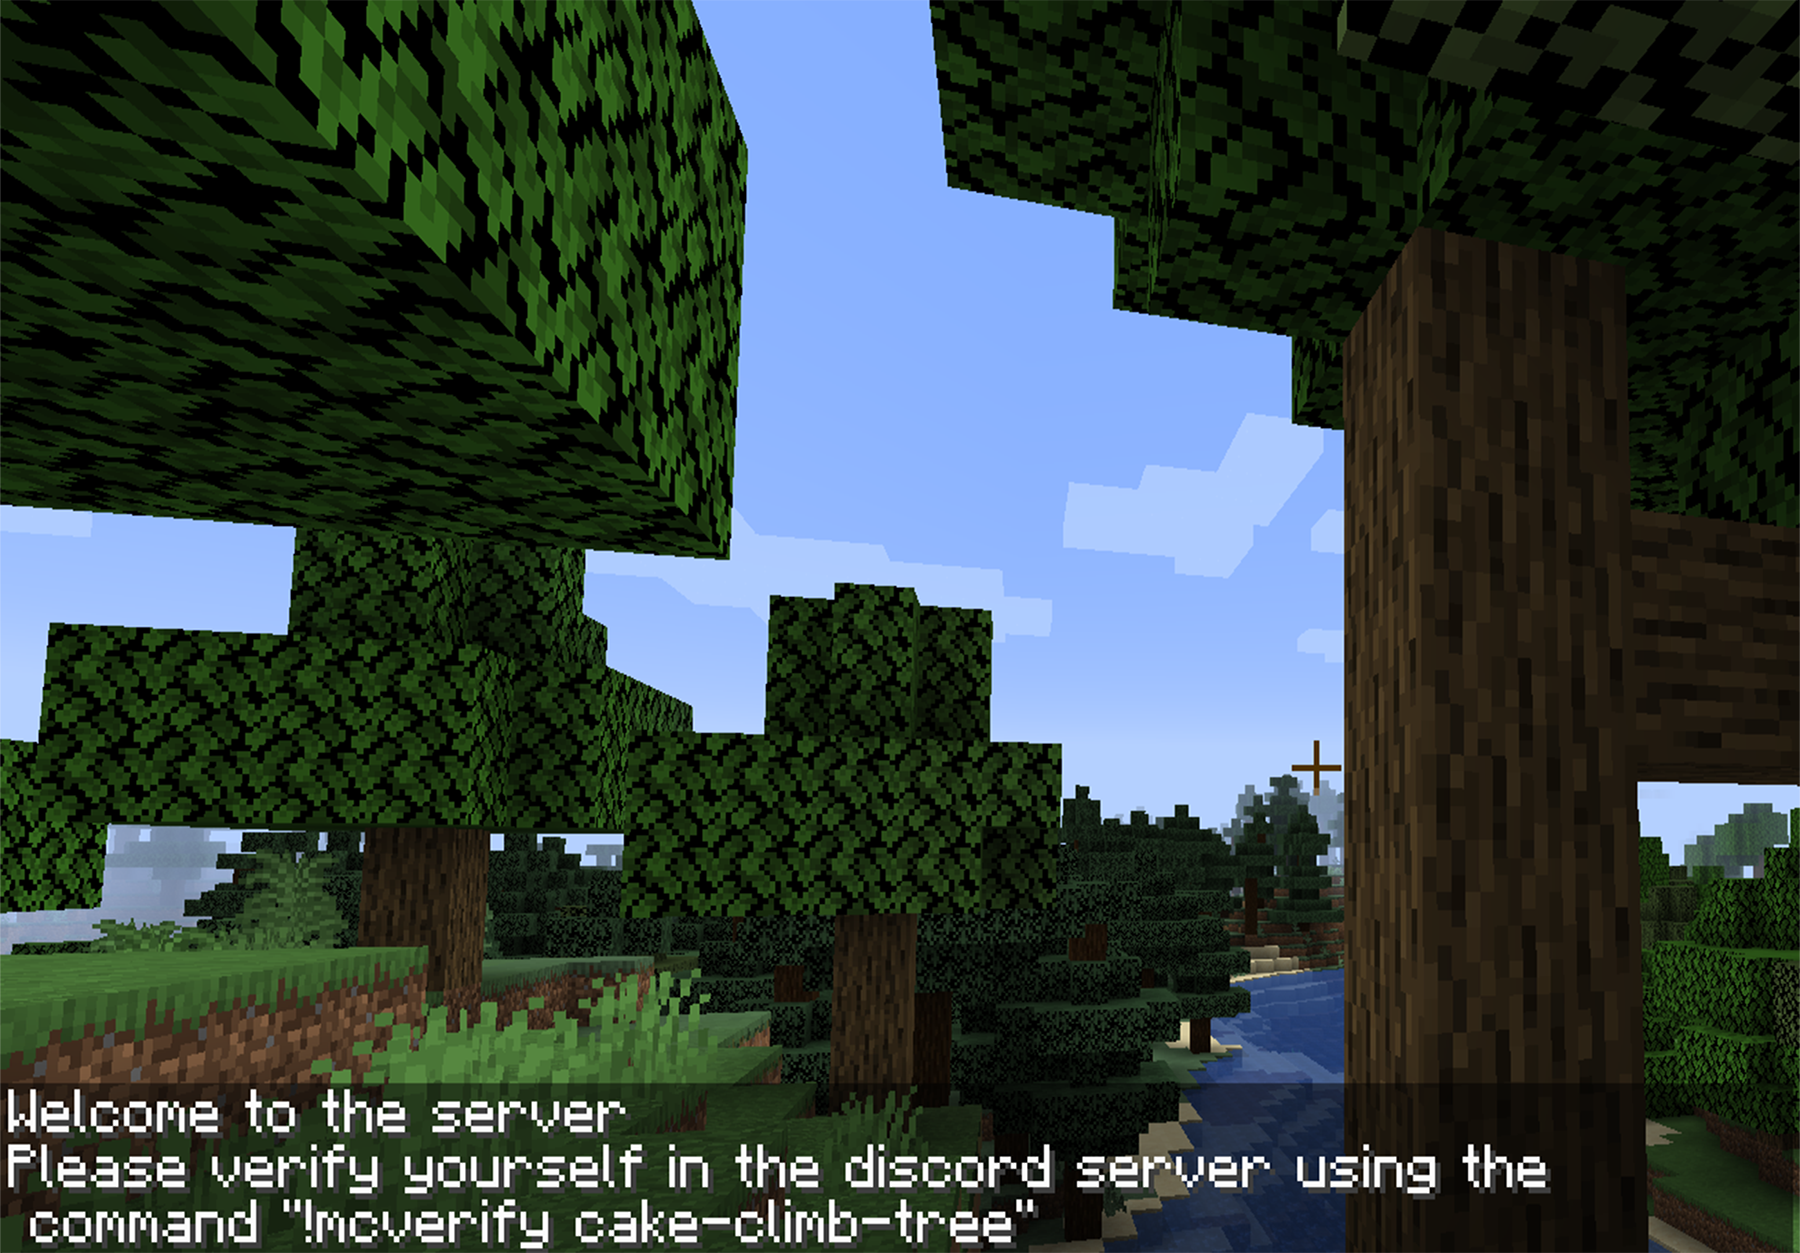 Welcome to the server
Please verify yourself in the discord server using the
command "!mcverify cake-climb-tree"